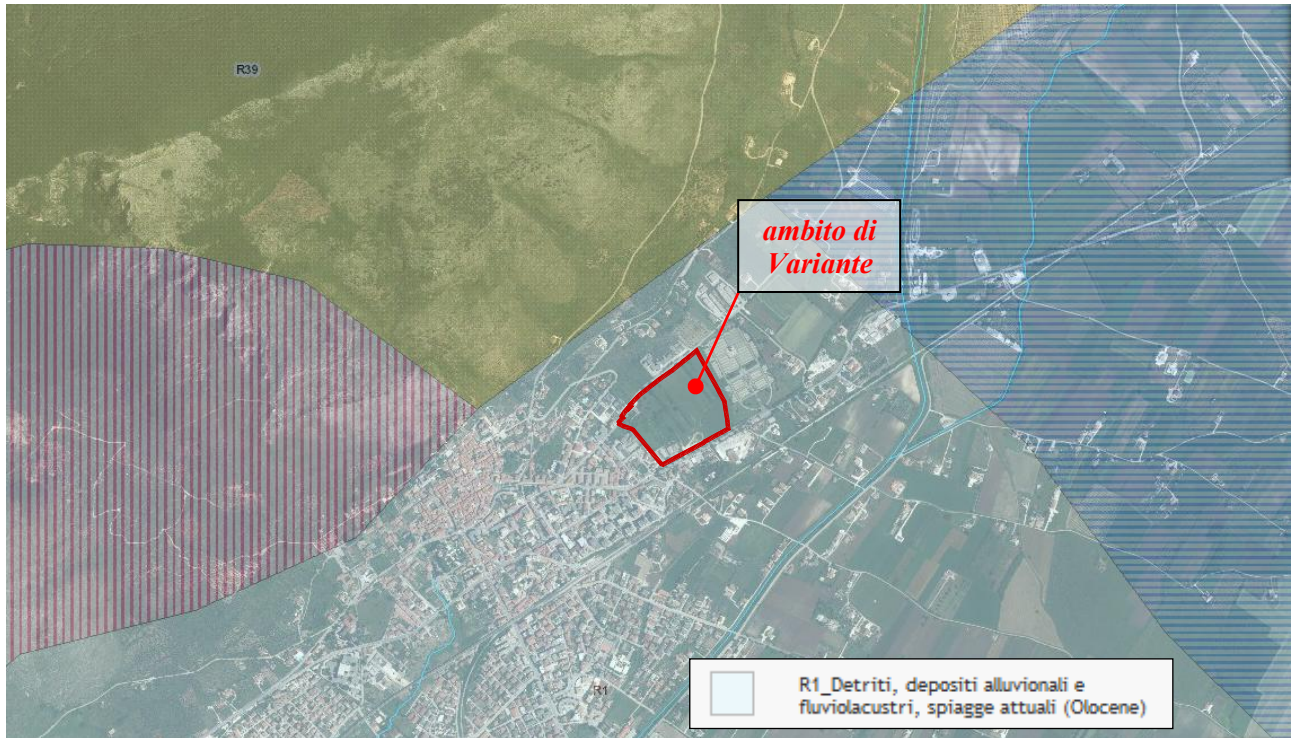 R39
ambito di
Variante
R1
R1_Detriti, depositi alluvionali e
fluviolacustri, spiagge attuali (Olocene)